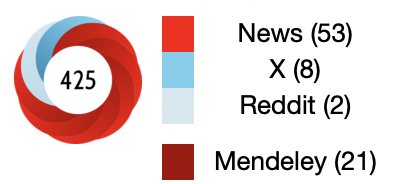 425
News (53)
X (8)
Reddit (2)
Mendeley (21)